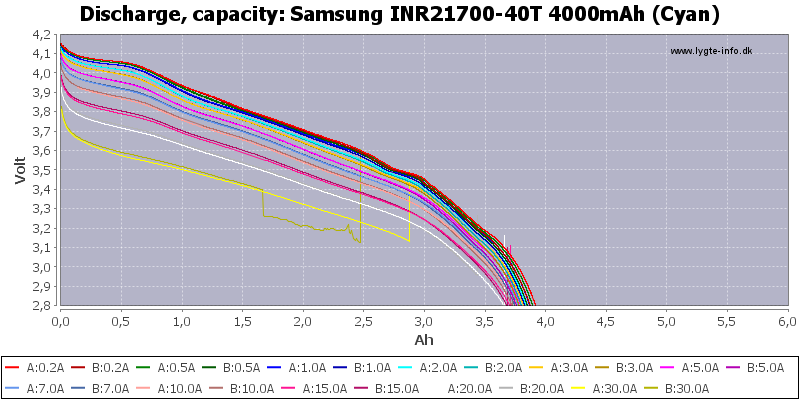 Discharge, capacity: Samsung INR21700-40T 4000mAh (Cyan)
www.lygte-info.dk
Volt
4,2
4,1
4,0
3,9
3,8
3,7
3,6
3,5
3,4
3,3
3,2
3,1
3,0
2,9
2,8
0,0 0,5 1,0 1,5 2,0 2,5 3,0 3,5 4,0 4,5 5,0 5,5 6,0
Ah
A:0.2A B:0.2A A:0.5A B:0.5A A:1.0A B:1.0A A:2.0A B:2.0A A:3.0A B:3.0A A:5.0A B:5.0A
A:7.0A B:7.0A A:10.0A B:10.0A A:15.0A B:15.0A A:20.0A B:20.0A A:30.0A B:30.0A